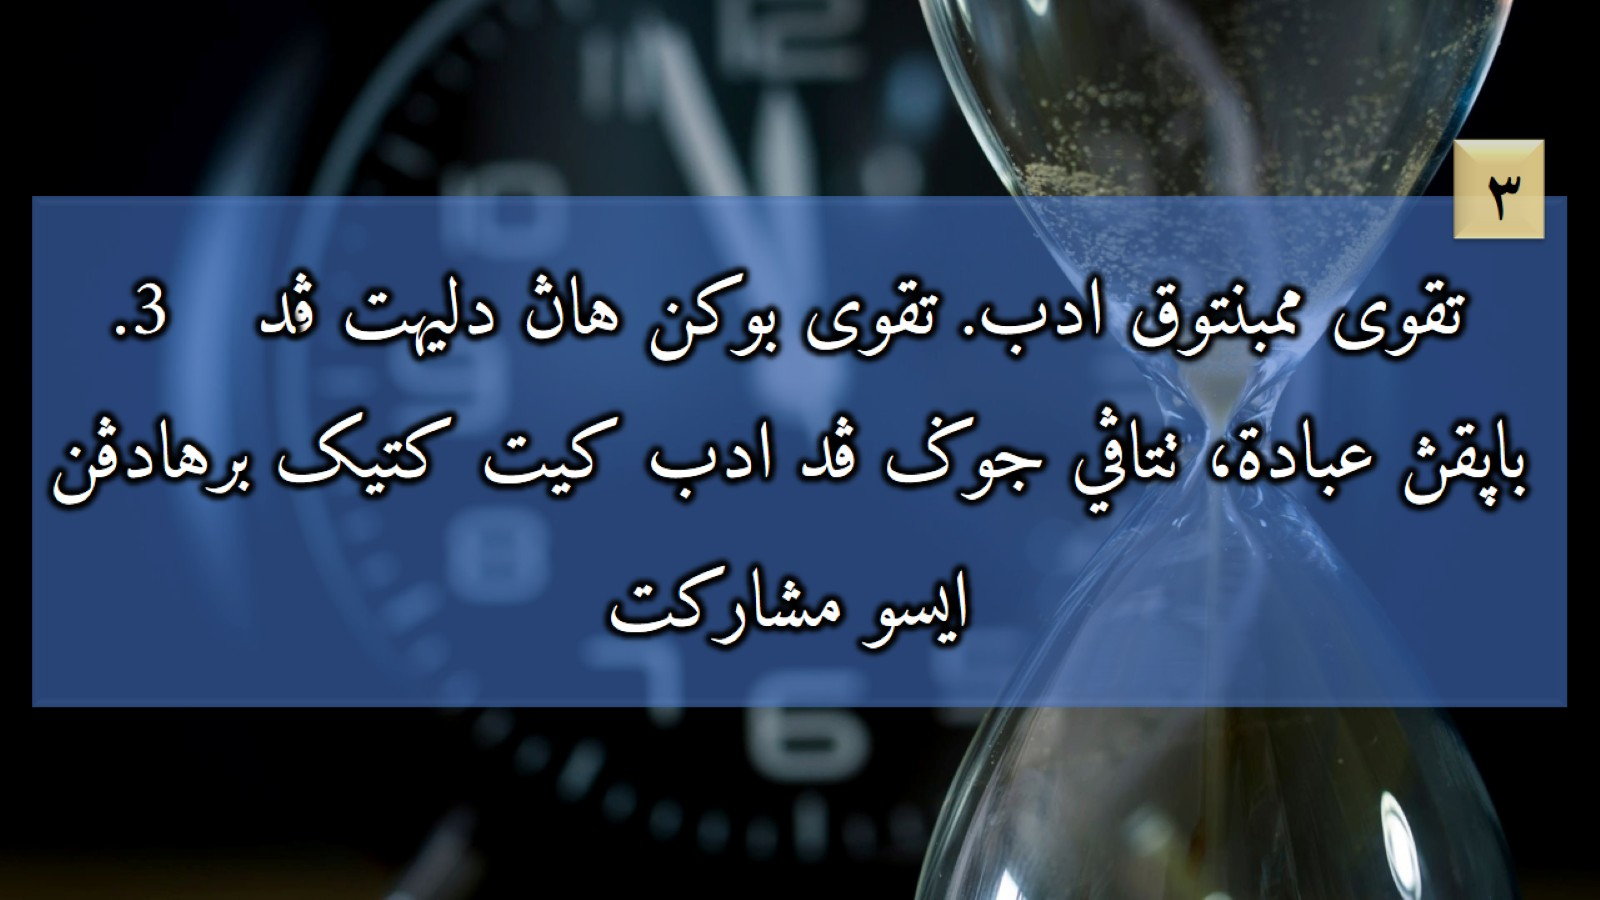 ٣
تقوى ممبنتوق ادب. تقوى بوكن هاڽ دليهت ڤد 3.
باڽقڽ عبادة، تتاڤي جوݢ ڤد ادب كيت كتيک برهادڤن
ايسو مشاركت